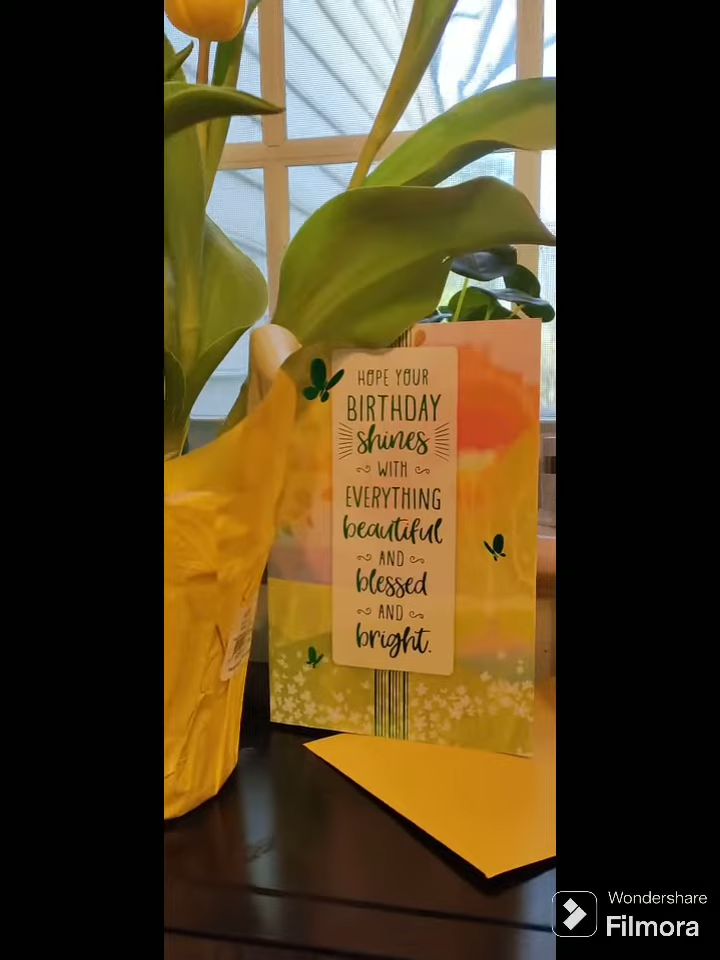 HOPE YOUR
BIRTHDAY
shines
WITH
EVERYTHING
beautiful
AND
blessed
AND
bright.
Wondershare
Filmora